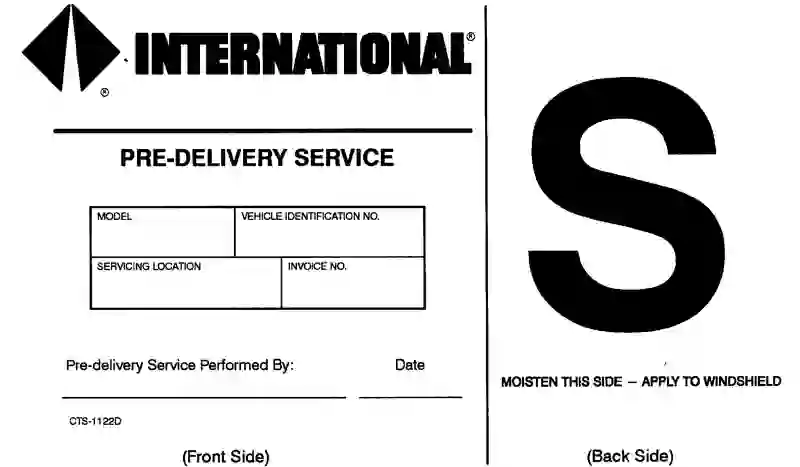 INTERNATIONAL®
®
PRE-DELIVERY SERVICE
MODEL
VEHICLE IDENTIFICATION NO.
SERVICING LOCATION
INVOICE NO.
Pre-delivery Service Performed By:
Date
CTS-1122D
(Front Side)
S
MOISTEN THIS SIDE – APPLY TO WINDSHIELD
(Back Side)